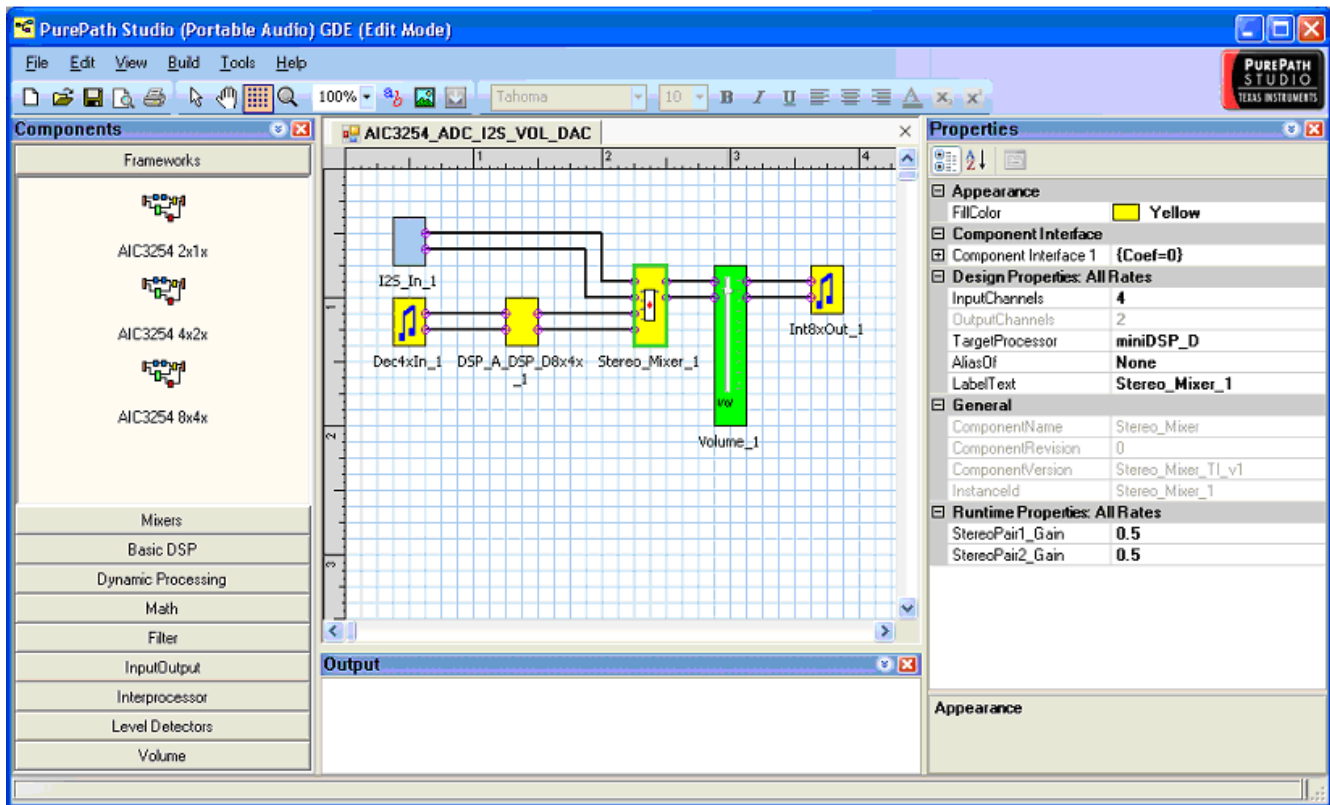 PurePath Studio (Portable Audio) GDE (Edit Mode)
File Edit View Build Tools Help
PUREPATH
STUDIO
TEXAS INSTRUMENTS
100% Tahoma 10 B I U A x₂ x²
Components
Frameworks
AIC3254 2x1x
AIC3254 4x2x
AIC3254 8x4x
Mixers
Basic DSP
Dynamic Processing
Math
Filter
InputOutput
Interprocessor
Level Detectors
Volume
AIC3254_ADC_I2S_VOL_DAC
1 2 3 4
1
2
3
I2S_In_1
Dec4xIn_1
DSP_A_DSP_D8x4x
_1
Stereo_Mixer_1
Volume_1
Int8xOut_1
Output
Properties
Appearance
FillColor Yellow
Component Interface
Component Interface 1 {Coef=0}
Design Properties: All Rates
InputChannels 4
OutputChannels 2
TargetProcessor miniDSP_D
AliasOf None
LabelText Stereo_Mixer_1
General
ComponentName Stereo_Mixer
ComponentRevision 0
ComponentVersion Stereo_Mixer_TI_v1
InstanceId Stereo_Mixer_1
Runtime Properties: All Rates
StereoPair1_Gain 0.5
StereoPair2_Gain 0.5
Appearance